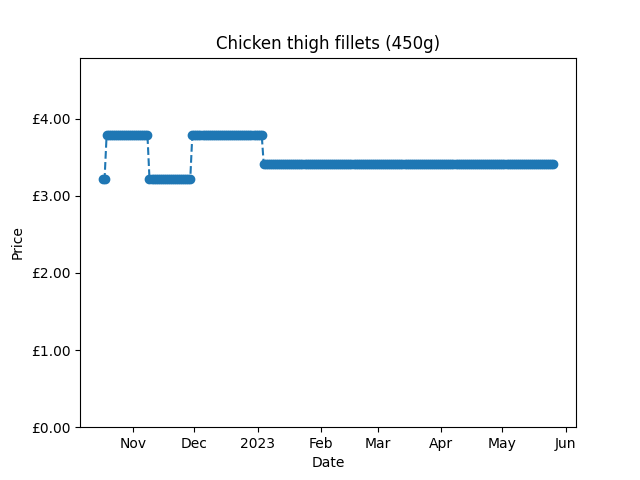 Chicken thigh fillets (450g)
£4.00
£3.00
£2.00
£1.00
£0.00
Price
Nov Dec 2023 Feb Mar Apr May Jun
Date